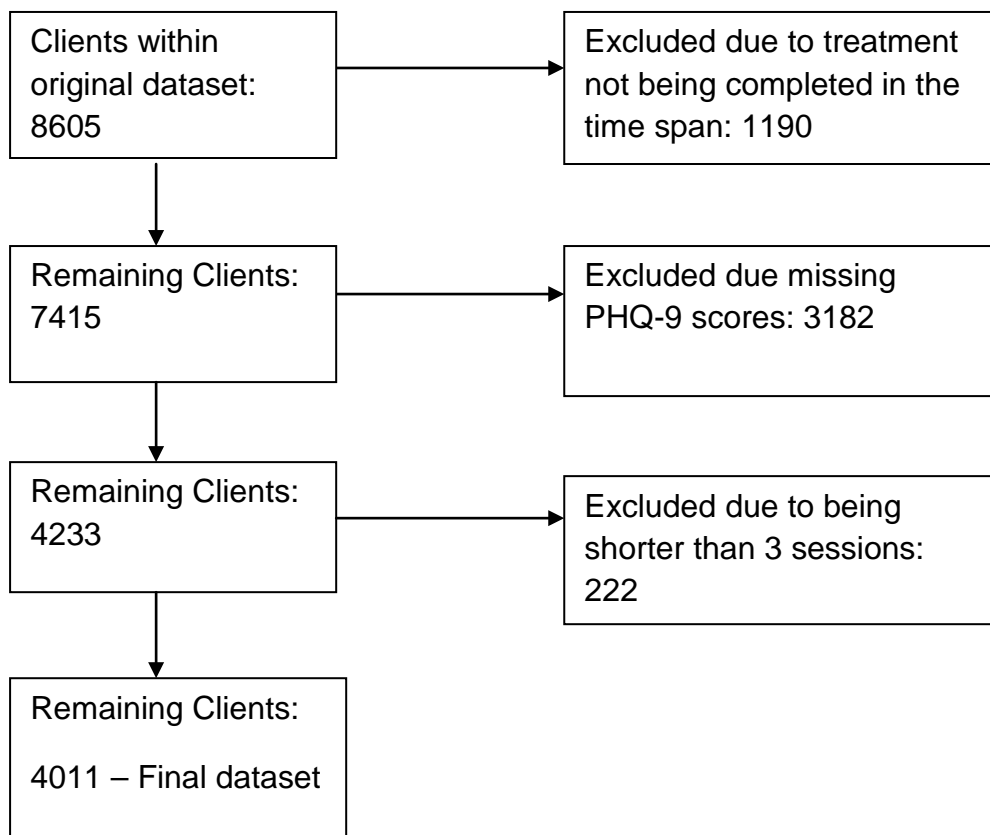 Clients within
original dataset:
8605
Excluded due to treatment
not being completed in the
time span: 1190
Remaining Clients:
7415
Excluded due missing
PHQ-9 scores: 3182
Remaining Clients:
4233
Excluded due to being
shorter than 3 sessions:
222
Remaining Clients:
4011 – Final dataset